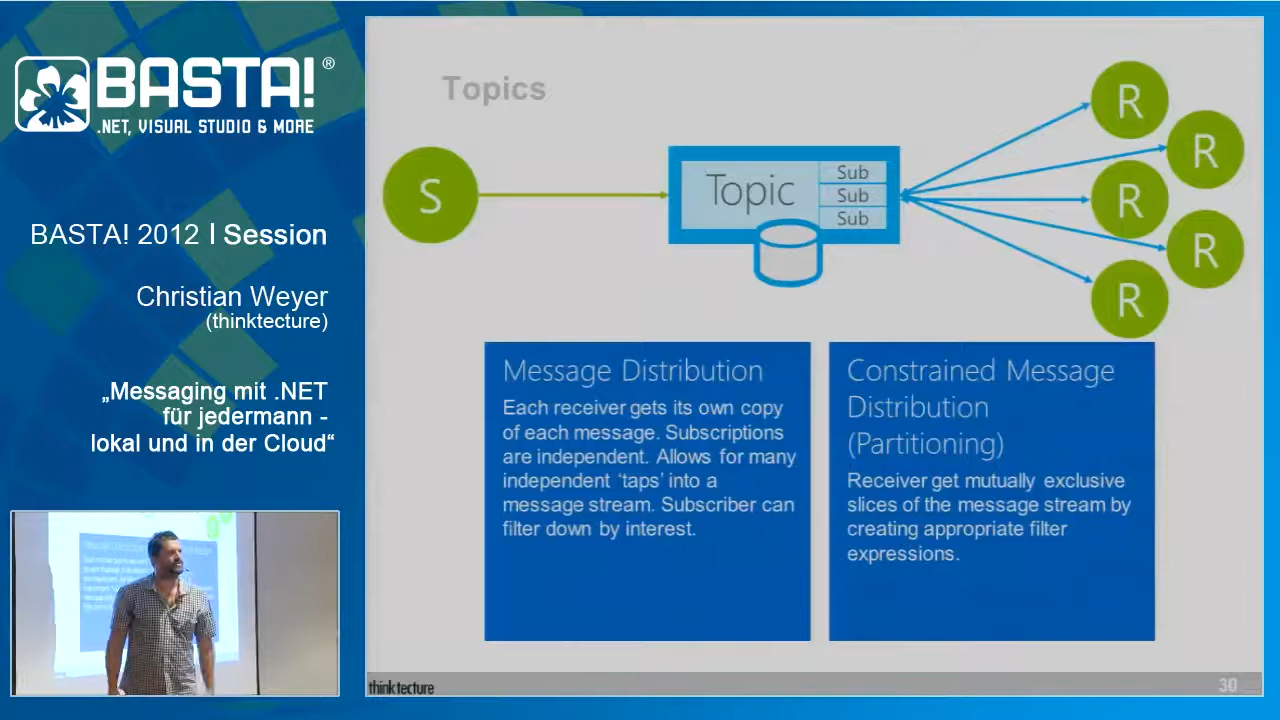 BASTA!®
.NET, VISUAL STUDIO & MORE
BASTA! 2012 I Session
Christian Weyer
(thinktecture)
„Messaging mit .NET
für jedermann -
lokal und in der Cloud“
Topics
S
Topic
Sub
Sub
Sub
R
R
R
R
R
Message Distribution
Each receiver gets its own copy
of each message. Subscriptions
are independent. Allows for many
independent ‘taps’ into a
message stream. Subscriber can
filter down by interest.
Constrained Message
Distribution
(Partitioning)
Receiver get mutually exclusive
slices of the message stream by
creating appropriate filter
expressions.
thinktecture
30